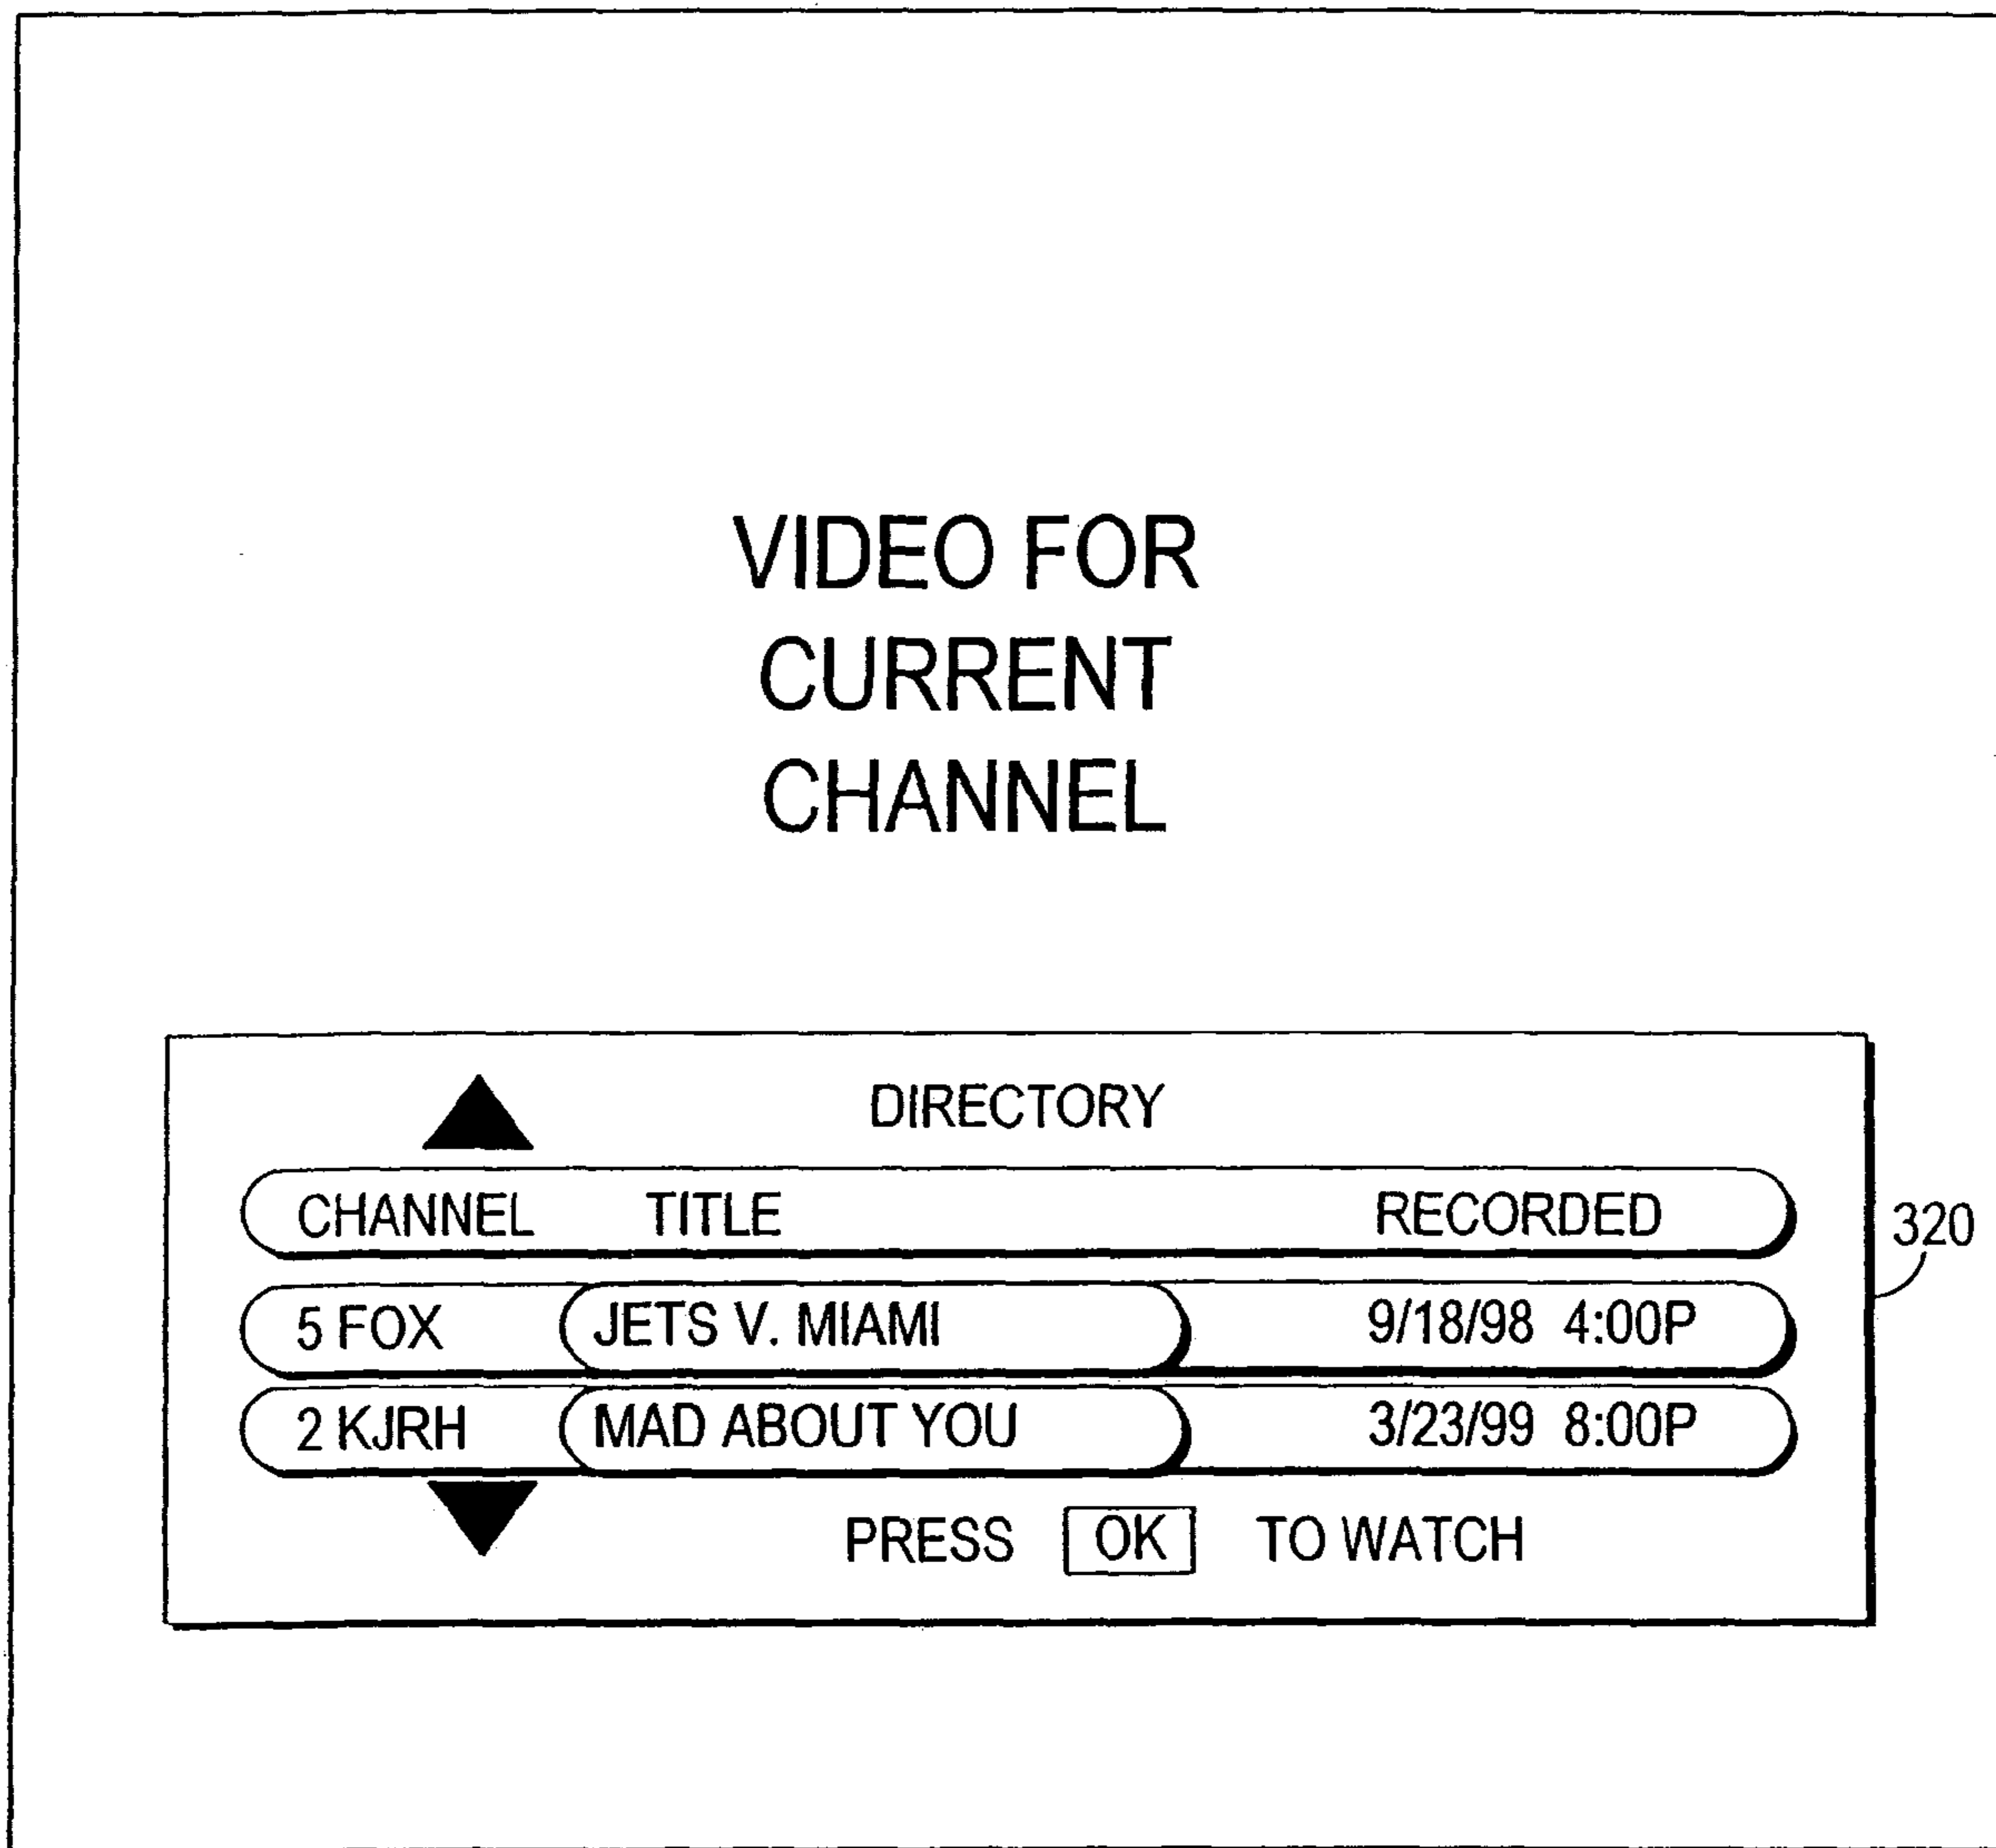 VIDEO FOR
CURRENT
CHANNEL
DIRECTORY
CHANNEL TITLE RECORDED
320
5 FOX JETS V. MIAMI 9/18/98 4:00P
2 KJRH MAD ABOUT YOU 3/23/99 8:00P
PRESS OK TO WATCH